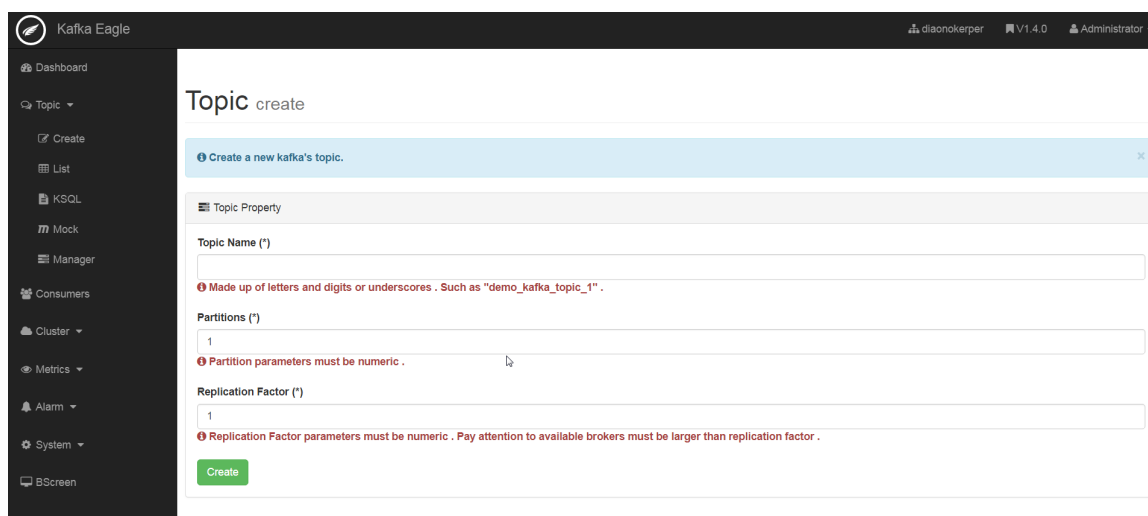 Kafka Eagle
diaonokerper V1.4.0 Administrator
Dashboard
Topic
Create
List
KSQL
Mock
Manager
Consumers
Cluster
Metrics
Alarm
System
BScreen
Topic create
Create a new kafka's topic.
×
Topic Property
Topic Name (*)
Made up of letters and digits or underscores . Such as "demo_kafka_topic_1" .
Partitions (*)
1
Partition parameters must be numeric .
Replication Factor (*)
1
Replication Factor parameters must be numeric . Pay attention to available brokers must be larger than replication factor .
Create